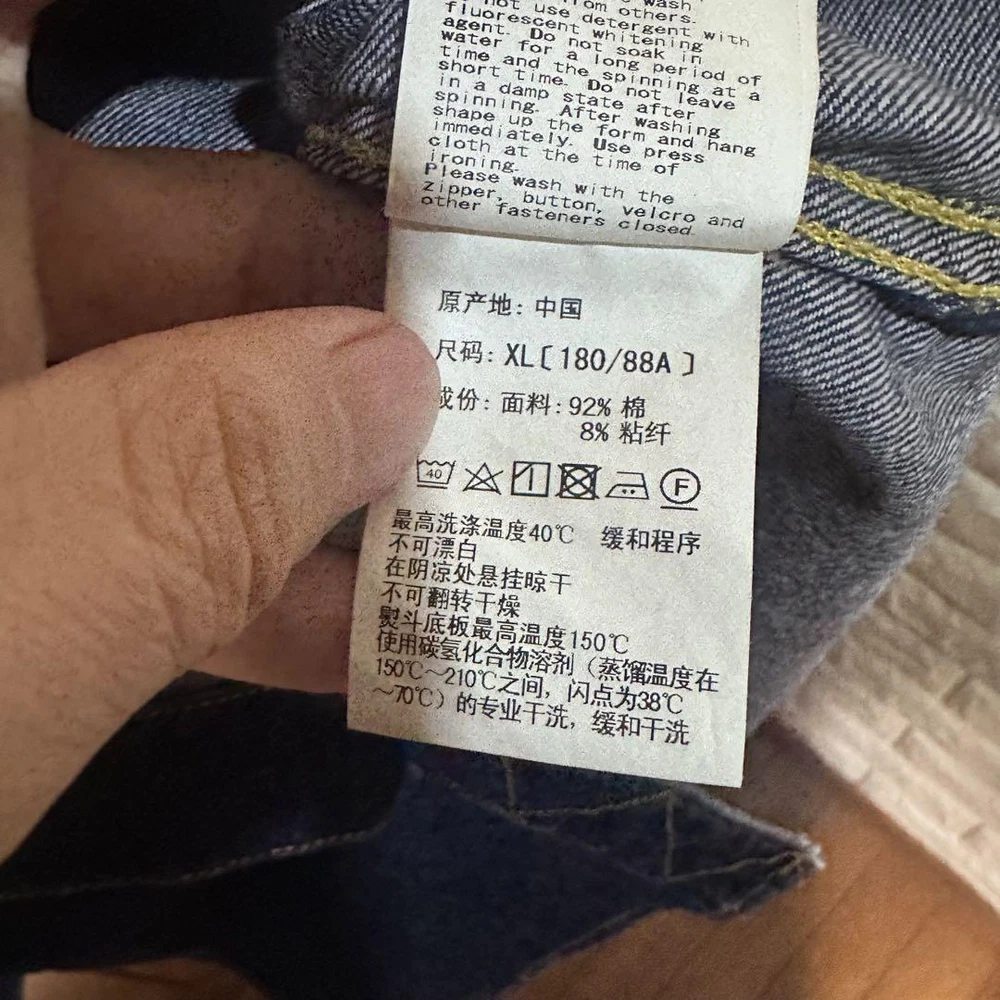 wash
from others.
not use detergent with
fluorescent whitening
agent. Do not soak in
water for a long period of
time and the spinning at a
short time. Do not leave
in a damp state after
spinning. After washing
shape up the form and hang
immediately. Use press
cloth at the time of
ironing.
Please wash with the
zipper, button, velcro and
other fasteners closed.
原产地: 中国
尺码: XL〔180/88A〕
成份: 面料: 92% 棉
8% 粘纤
40 F
最高洗涤温度40℃ 缓和程序
不可漂白
在阴凉处悬挂晾干
不可翻转干燥
熨斗底板最高温度150℃
使用碳氢化合物溶剂（蒸馏温度在
150℃～210℃之间，闪点为38℃
～70℃）的专业干洗，缓和干洗